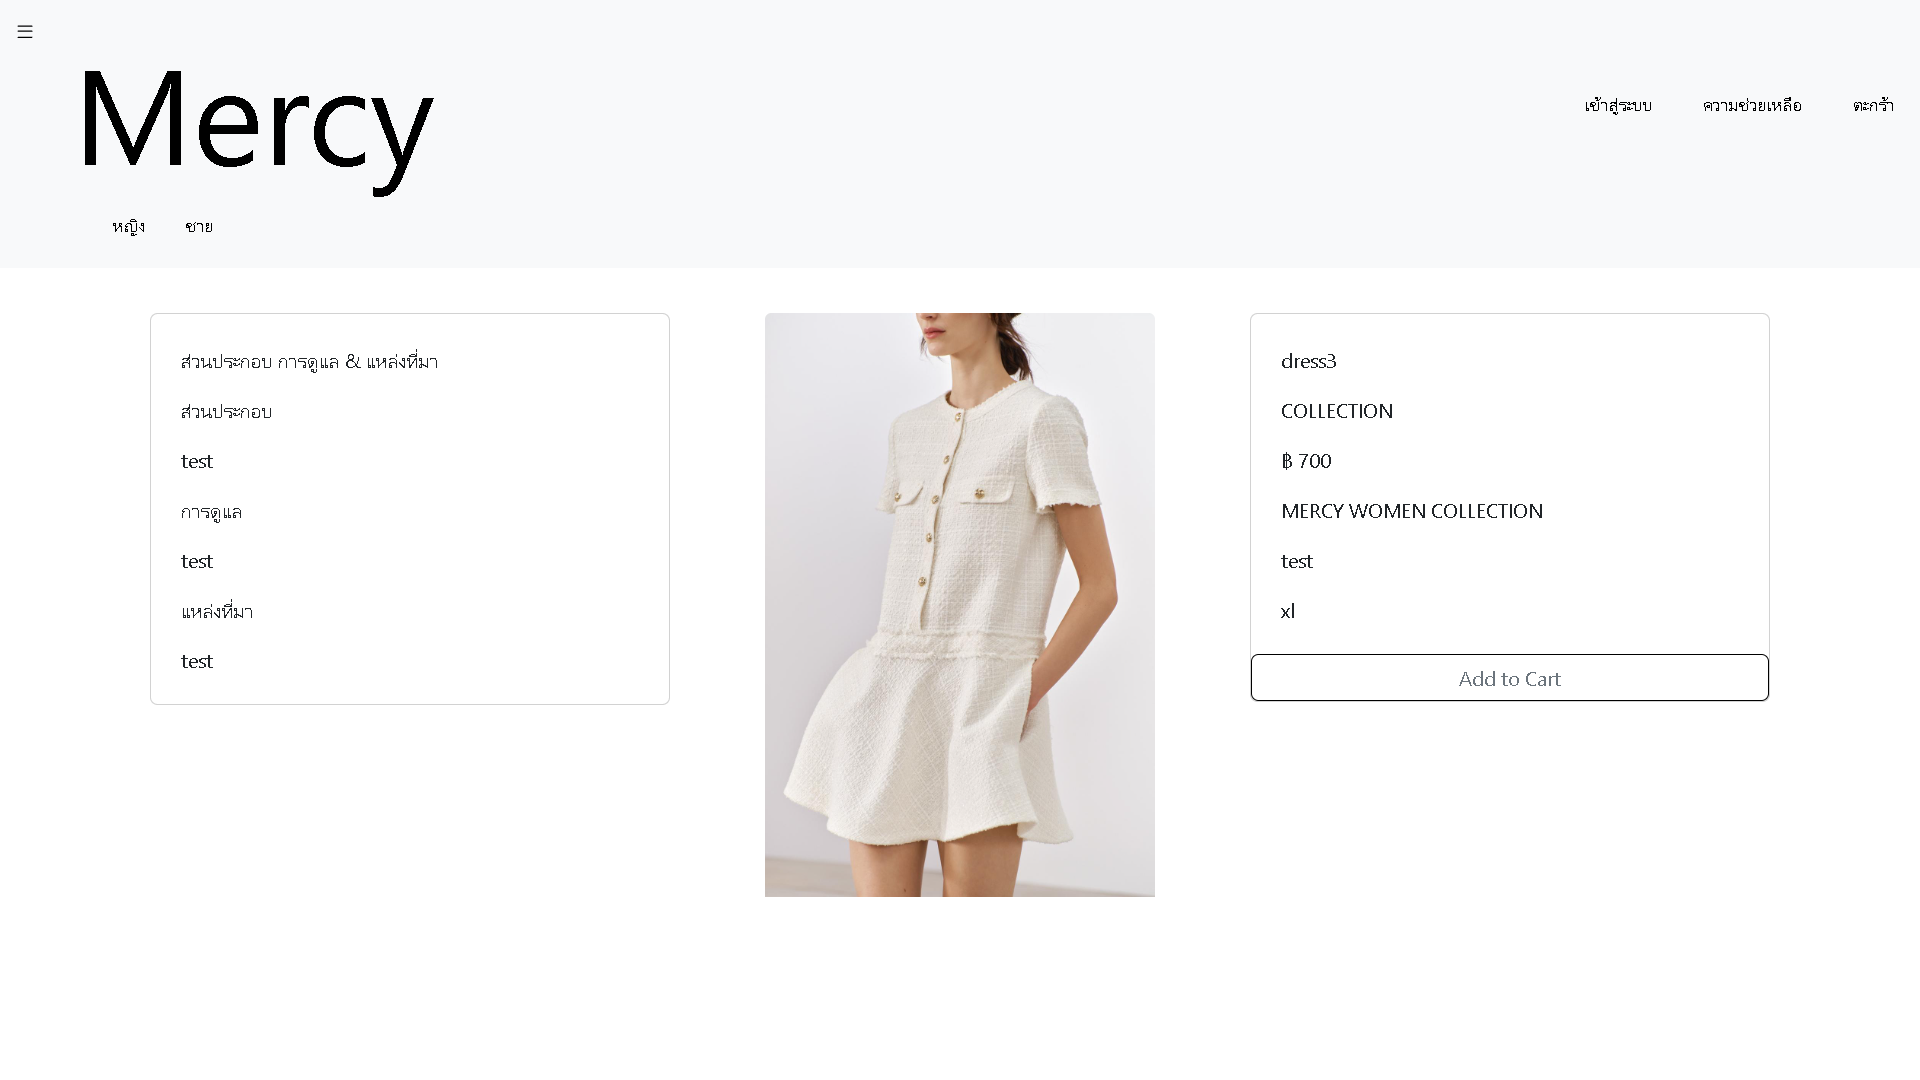 Mercy
เข้าสู่ระบบ ความช่วยเหลือ ตะกร้า
หญิง ชาย
ส่วนประกอบ การดูแล & แหล่งที่มา
ส่วนประกอบ
test
การดูแล
test
แหล่งที่มา
test
dress3
COLLECTION
฿ 700
MERCY WOMEN COLLECTION
test
xl
Add to Cart